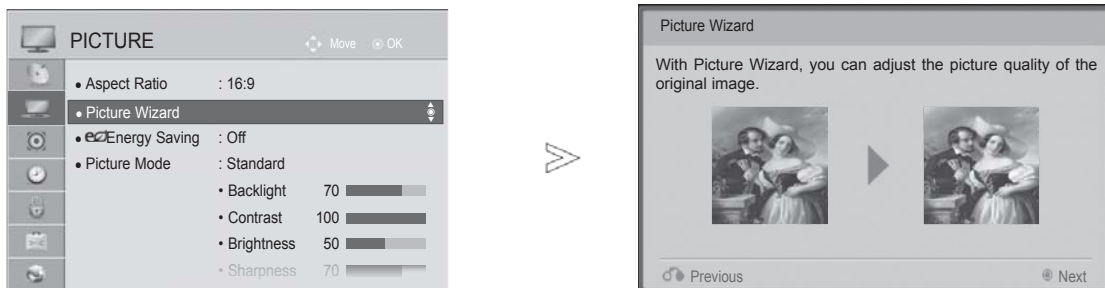 PICTURE
Move OK
• Aspect Ratio : 16:9
• Picture Wizard
• eco Energy Saving : Off
• Picture Mode : Standard
• Backlight 70
• Contrast 100
• Brightness 50
• Sharpness 70
Picture Wizard
With Picture Wizard, you can adjust the picture quality of the
original image.
Previous Next